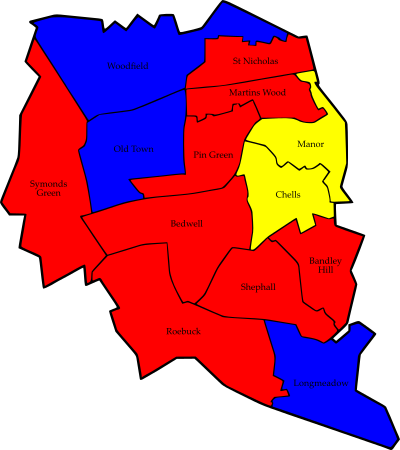 Woodfield
St Nicholas
Martins Wood
Old Town
Manor
Pin Green
Symonds
Green
Chells
Bedwell
Bandley
Hill
Shephall
Roebuck
Longmeadow